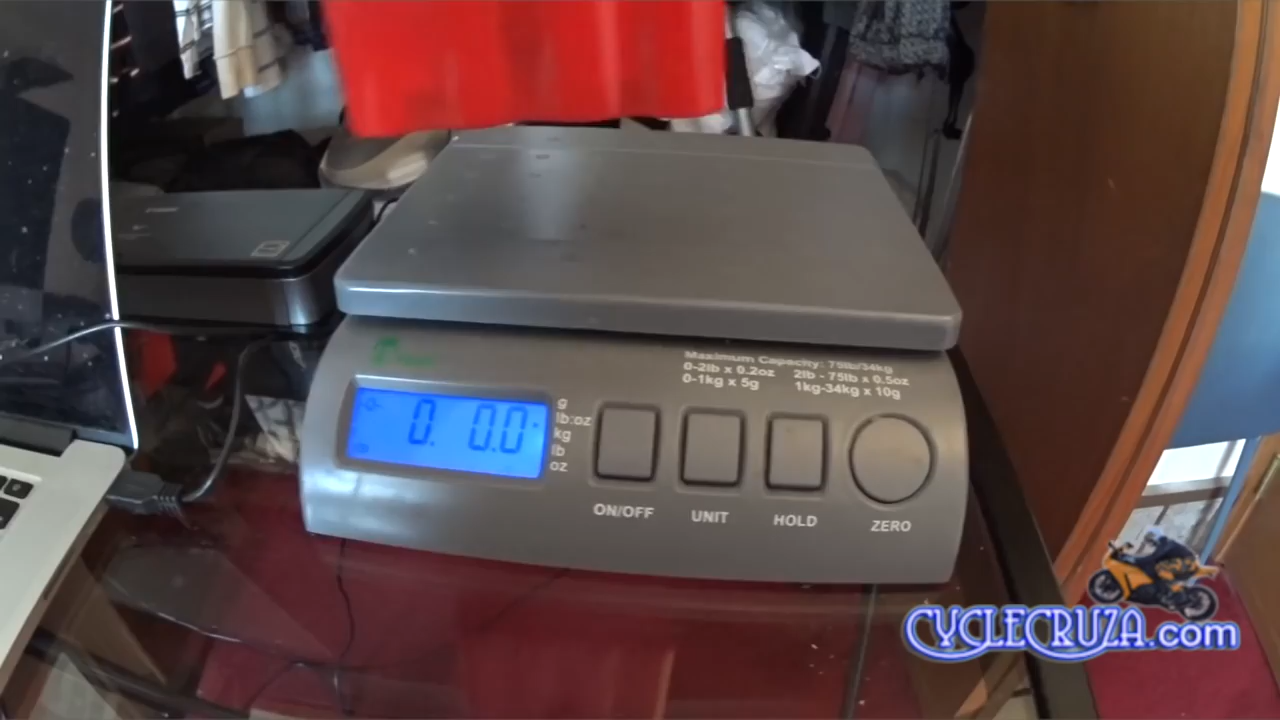 Maximum Capacity: 75lb/34kg
0-2lb x 0.2oz 2lb - 75lb x 0.5oz
0-1kg x 5g 1kg-34kg x 10g
0. 0.0
g
lb:oz
kg
lb
oz
ON/OFF UNIT HOLD ZERO
CYCLECRUZA.com